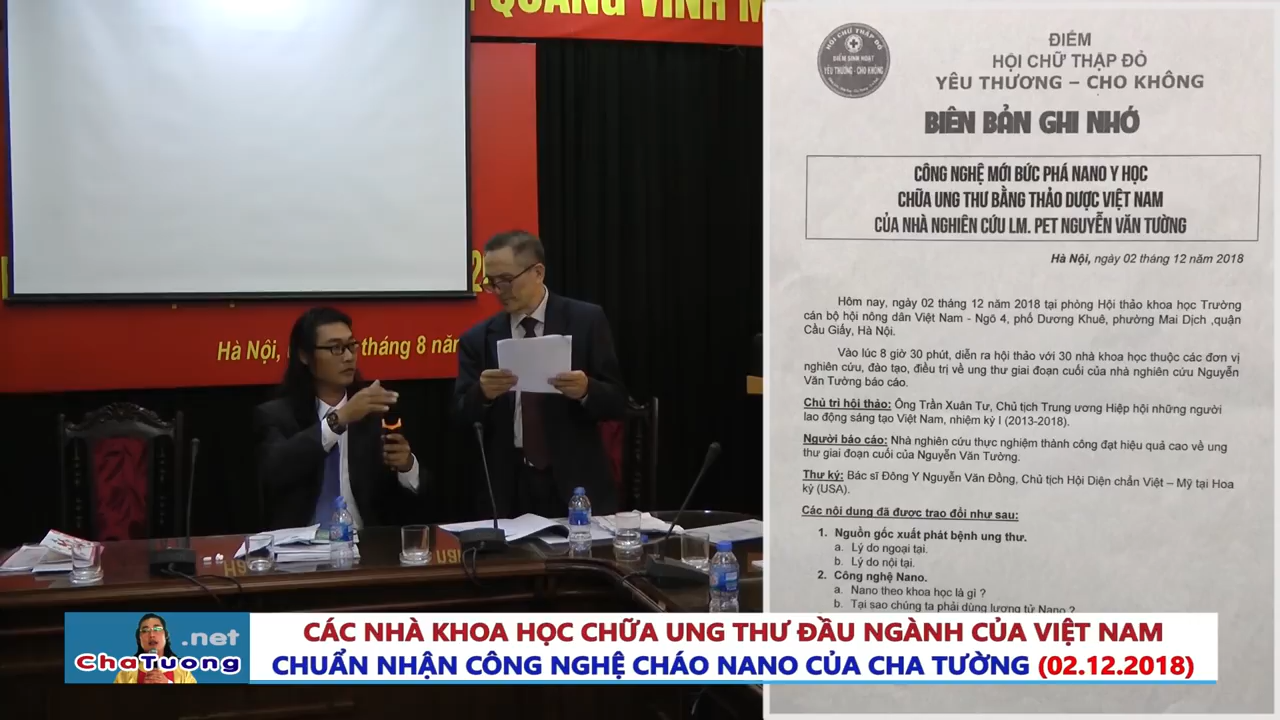 QUANG VINH M
Hà Nội,
tháng 8 năm
HỘI CHỮ THẬP ĐỎ
ĐIỂM SINH HOẠT
YÊU THƯƠNG - CHO KHÔNG
ĐIỂM
HỘI CHỮ THẬP ĐỎ
YÊU THƯƠNG – CHO KHÔNG
BIÊN BẢN GHI NHỚ
CÔNG NGHỆ MỚI BỨC PHÁ NANO Y HỌC
CHỮA UNG THƯ BẰNG THẢO DƯỢC VIỆT NAM
CỦA NHÀ NGHIÊN CỨU LM. PET NGUYỄN VĂN TƯỜNG
Hà Nội, ngày 02 tháng 12 năm 2018
Hôm nay, ngày 02 tháng 12 năm 2018 tại phòng Hội thảo khoa học Trường
cán bộ hội nông dân Việt Nam - Ngõ 4, phố Dương Khuê, phường Mai Dịch ,quận
Cầu Giấy, Hà Nội.
Vào lúc 8 giờ 30 phút, diễn ra hội thảo với 30 nhà khoa học thuộc các đơn vị
nghiên cứu, đào tạo, điều trị về ung thư giai đoạn cuối của nhà nghiên cứu Nguyễn
Văn Tường báo cáo.
Chủ trì hội thảo: Ông Trần Xuân Tư, Chủ tịch Trung ương Hiệp hội những người
lao động sáng tạo Việt Nam, nhiệm kỳ I (2013-2018).
Người báo cáo: Nhà nghiên cứu thực nghiệm thành công đạt hiệu quả cao về ung
thư giai đoạn cuối của Nguyễn Văn Tường.
Thư ký: Bác sĩ Đông Y Nguyễn Văn Đồng, Chủ tịch Hội Diện chẩn Việt – Mỹ tại Hoa
kỳ (USA).
Các nội dung đã được trao đổi như sau:
1. Nguồn gốc xuất phát bệnh ung thư.
a. Lý do ngoại tại.
b. Lý do nội tại.
2. Công nghệ Nano.
a. Nano theo khoa học là gì ?
b. Tại sao chúng ta phải dùng lượng tử Nano ?
.net
ChaTuong
CÁC NHÀ KHOA HỌC CHỮA UNG THƯ ĐẦU NGÀNH CỦA VIỆT NAM
CHUẨN NHẬN CÔNG NGHỆ CHÁO NANO CỦA CHA TƯỜNG (02.12.2018)